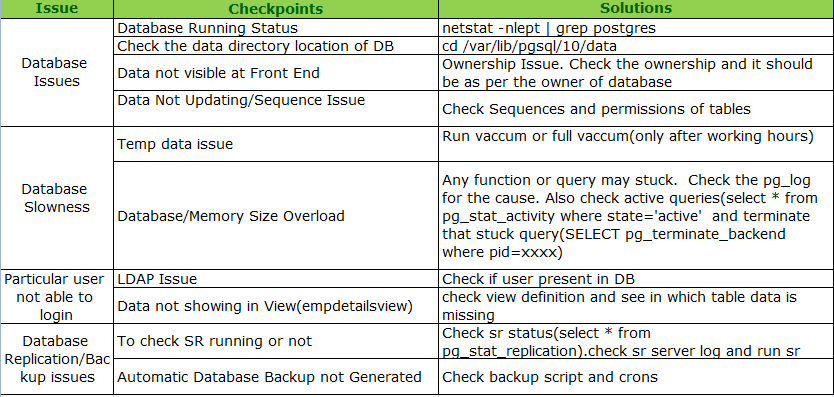 Issue Checkpoints Solutions
Database Issues
Database Running Status
netstat -nlept | grep postgres
Check the data directory location of DB
cd /var/lib/pgsql/10/data
Data not visible at Front End
Ownership Issue. Check the ownership and it should
be as per the owner of database
Data Not Updating/Sequence Issue
Check Sequences and permissions of tables
Database
Slowness
Temp data issue
Run vaccum or full vaccum(only after working hours)
Database/Memory Size Overload
Any function or query may stuck.  Check the pg_log
for the cause. Also check active queries(select * from
pg_stat_activity where state='active'  and terminate
that stuck query(SELECT pg_terminate_backend
where pid=xxxx)
Particular user
not able to
login
LDAP Issue
Check if user present in DB
Data not showing in View(empdetailsview)
check view definition and see in which table data is
missing
Database
Replication/Bac
kup issues
To check SR running or not
Check sr status(select * from
pg_stat_replication).check sr server log and run sr
Automatic Database Backup not Generated
Check backup script and crons